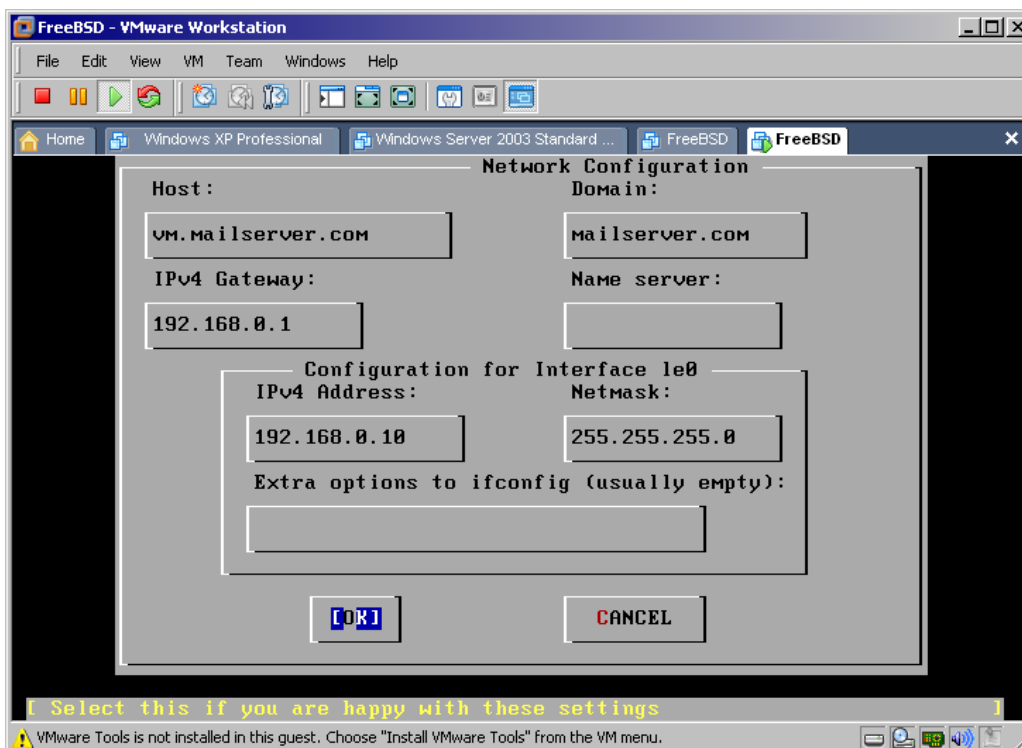 FreeBSD - VMware Workstation
File Edit View VM Team Windows Help
Home Windows XP Professional Windows Server 2003 Standard ... FreeBSD FreeBSD
Network Configuration
Host: Domain:
vm.mailserver.com mailserver.com
IPv4 Gateway: Name server:
192.168.0.1
Configuration for Interface le0
IPv4 Address: Netmask:
192.168.0.10 255.255.255.0
Extra options to ifconfig (usually empty):
[OK] CANCEL
[ Select this if you are happy with these settings ]
VMware Tools is not installed in this guest. Choose "Install VMware Tools" from the VM menu.